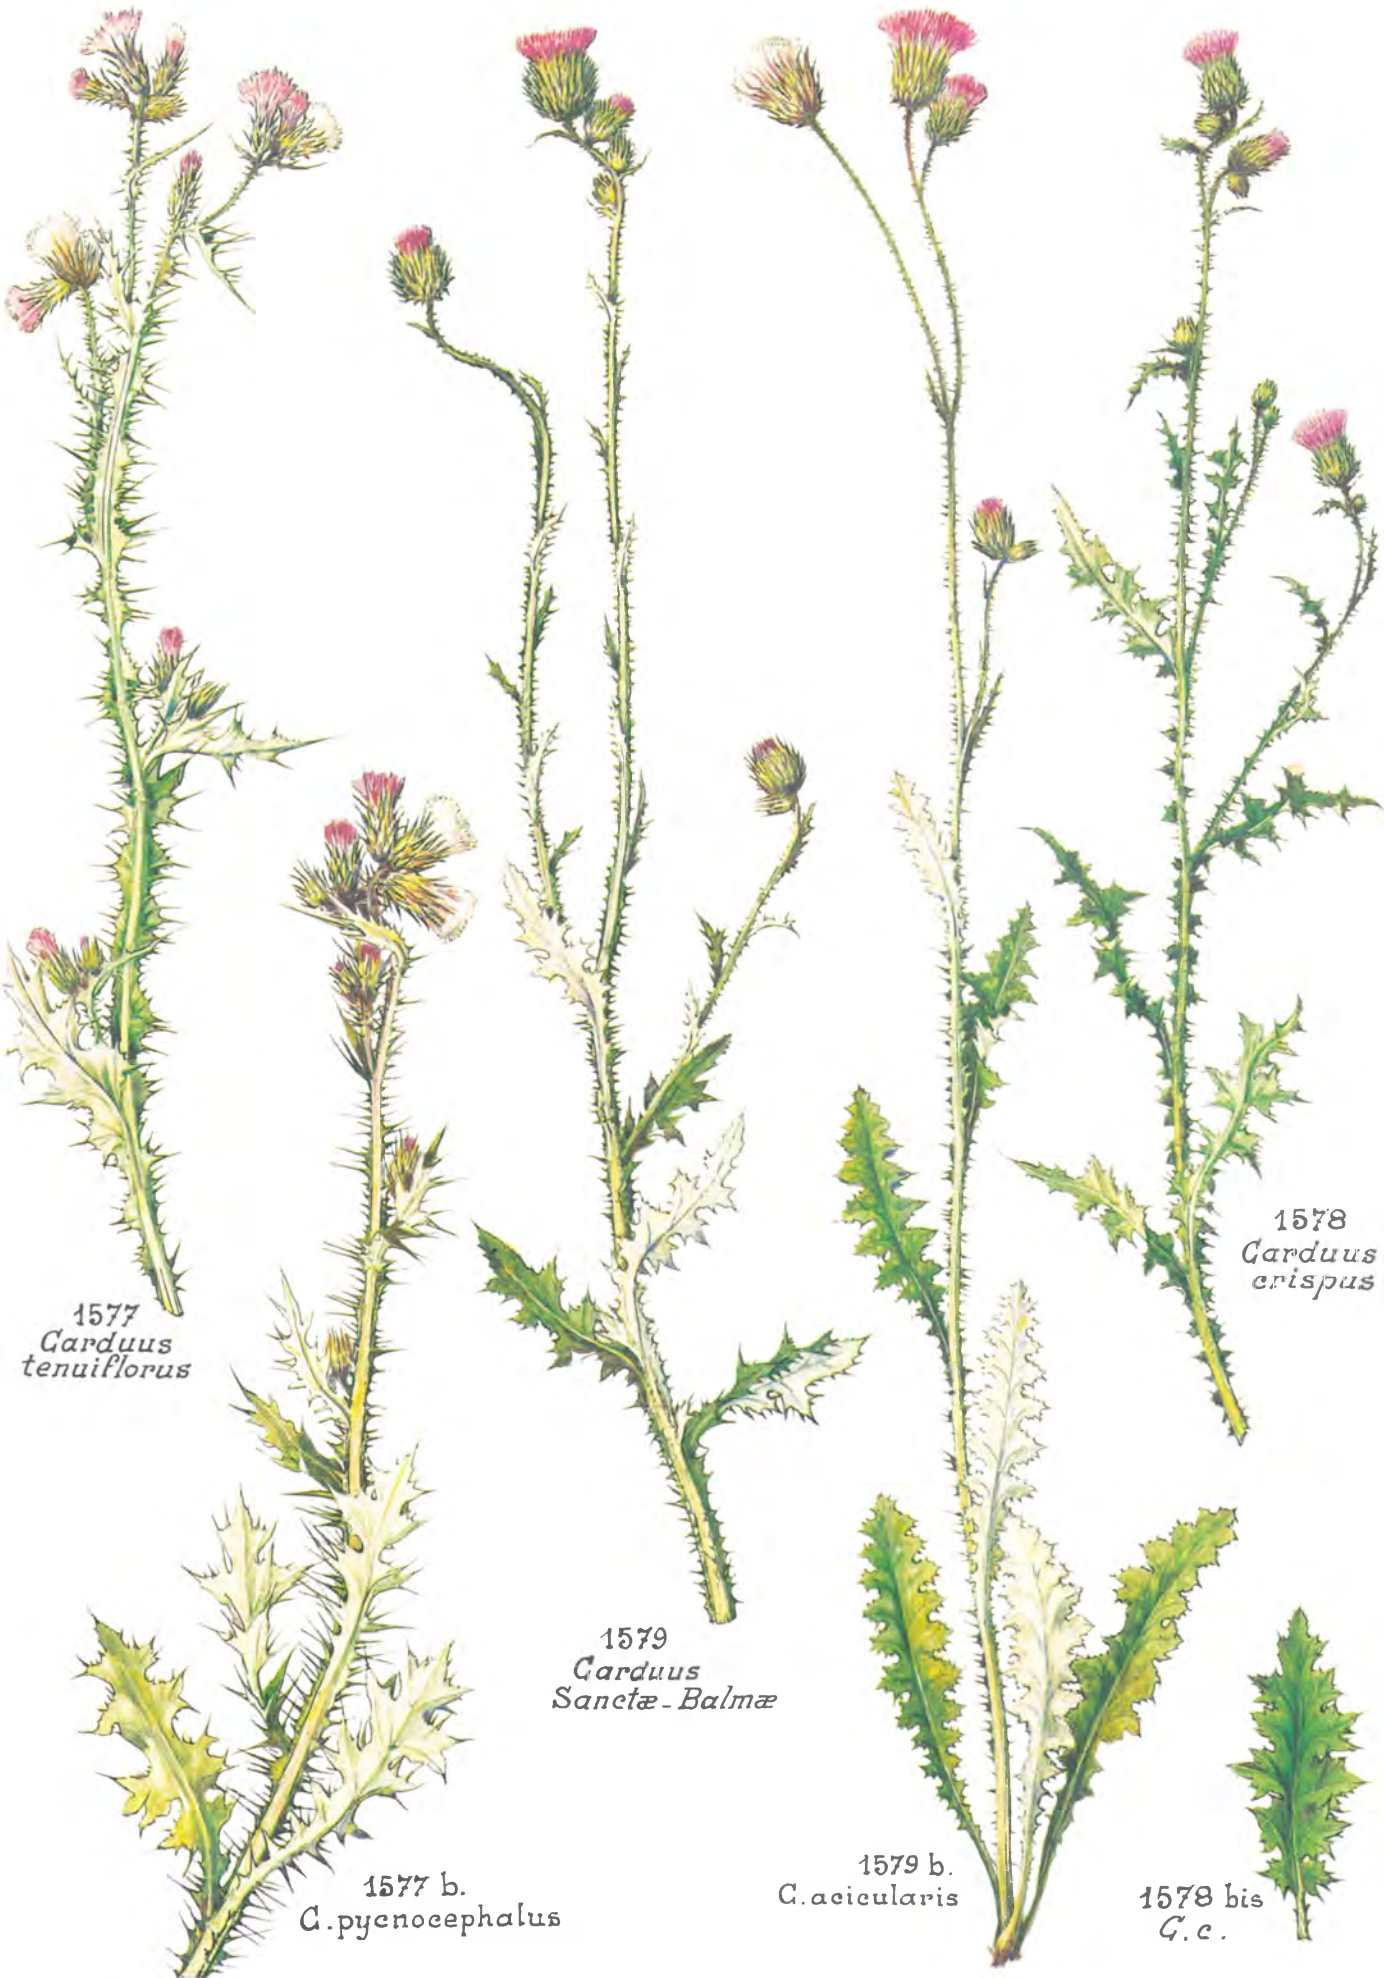 1577
Carduus
tenuiflorus
1577 b.
C. pycnocephalus
1579
Carduus
Sanctæ-Balmæ
1579 b.
C. acicularis
1578
Carduus
crispus
1578 bis
C. c.